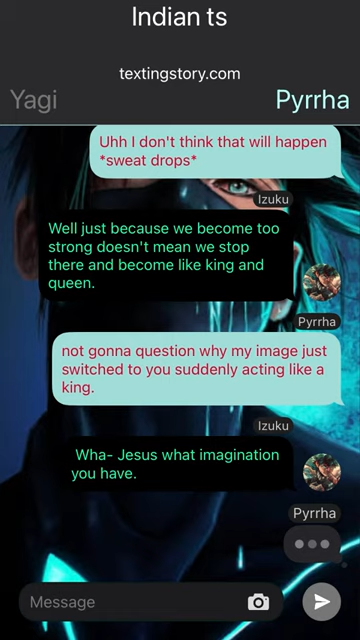 Indian ts
textingstory.com
Yagi
Pyrrha
Uhh I don't think that will happen
*sweat drops*
Izuku
Well just because we become too
strong doesn't mean we stop
there and become like king and
queen.
Pyrrha
not gonna question why my image just
switched to you suddenly acting like a
king.
Izuku
Wha- Jesus what imagination
you have.
Pyrrha
Message